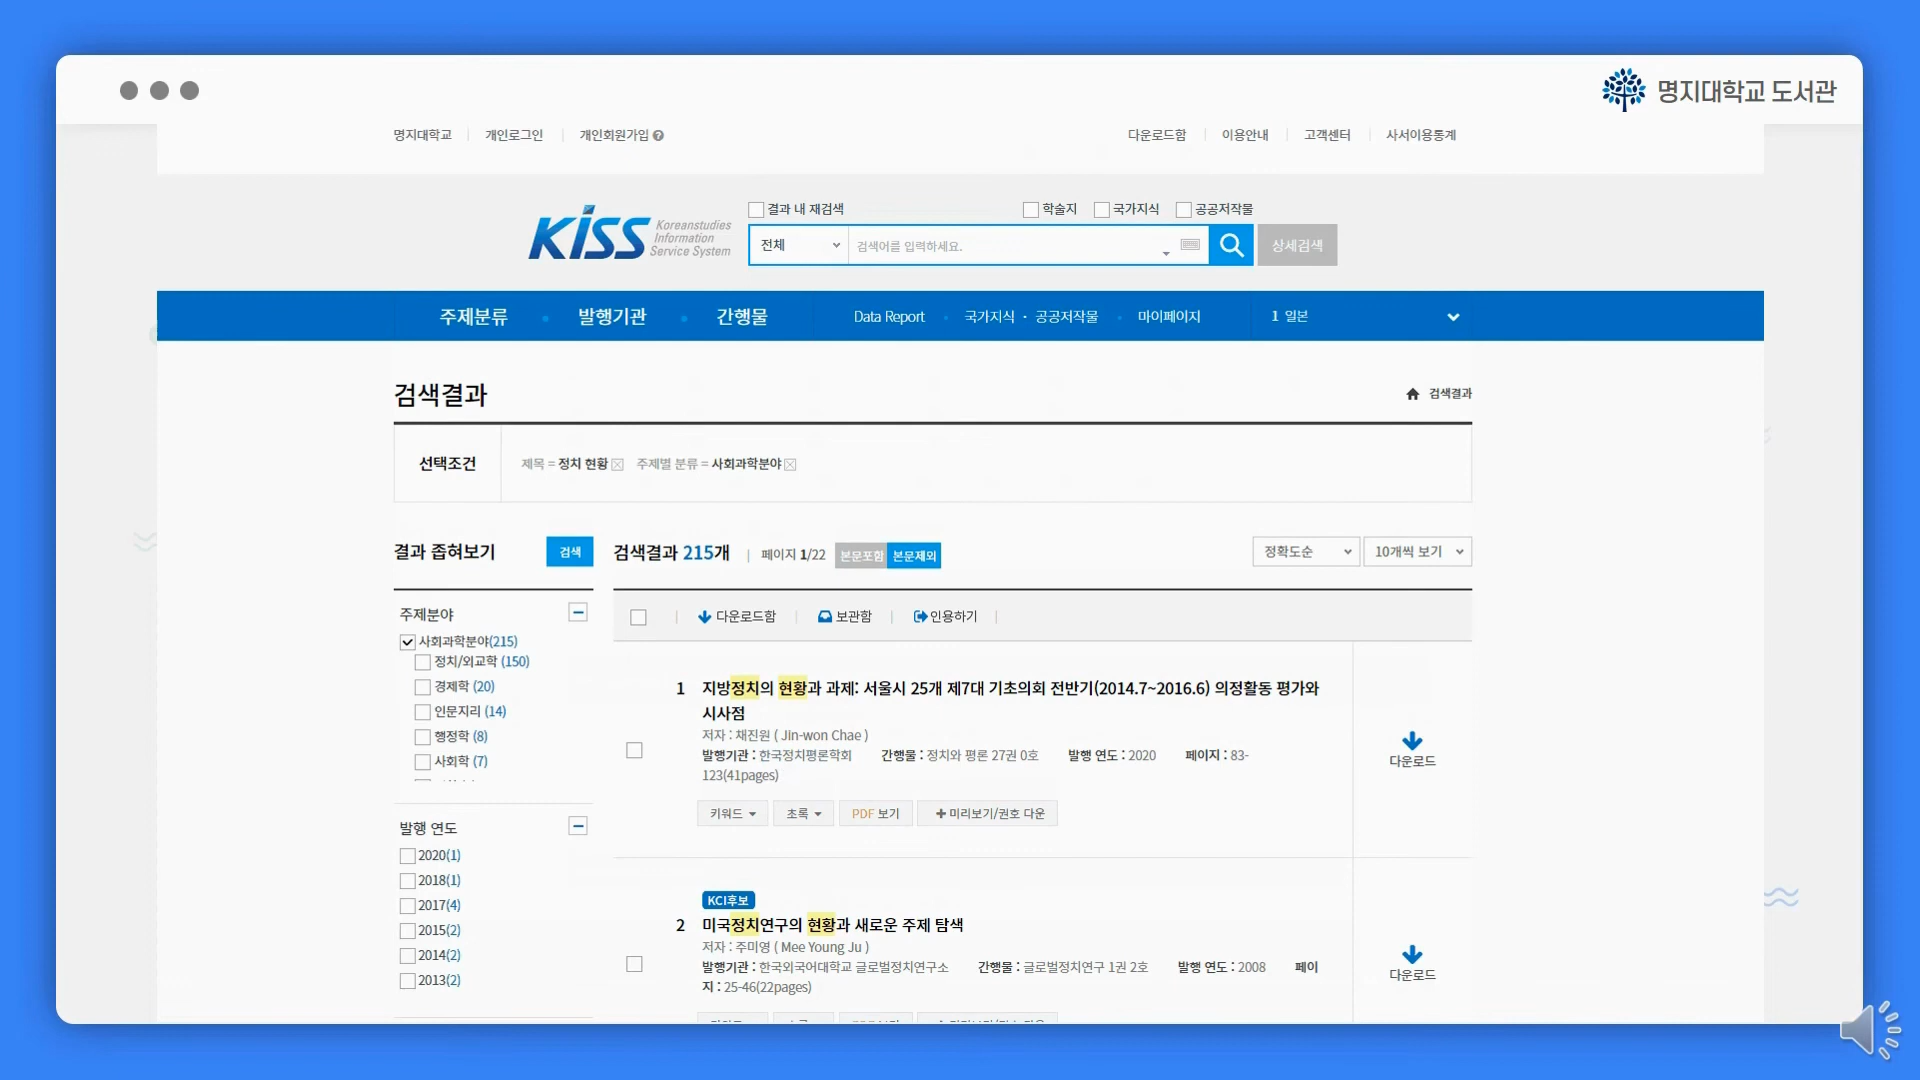 명지대학교 도서관
명지대학교 개인로그인 개인회원가입 다운로드함 이용안내 고객센터 사서이용통계
결과 내 재검색 학술지 국가지식 공공저작물
KISS Koreanstudies
Information
Service System
전체 검색어를 입력하세요. 상세검색
주제분류 발행기관 간행물 Data Report 국가지식 · 공공저작물 마이페이지 1 일본
검색결과
검색결과
선택조건 제목 = 정치 현황 주제별 분류 = 사회과학분야
결과 좁혀보기 검색
검색결과 215개 | 페이지 1/22 본문포함 본문제외 정확도순 10개씩 보기
주제분야
사회과학분야(215)
정치/외교학 (150)
경제학 (20)
인문지리 (14)
행정학 (8)
사회학 (7)
발행 연도
2020(1)
2018(1)
2017(4)
2015(2)
2014(2)
2013(2)
다운로드함 보관함 인용하기
1 지방정치의 현황과 과제: 서울시 25개 제7대 기초의회 전반기(2014.7~2016.6) 의정활동 평가와
시사점
저자 : 채진원 ( Jin-won Chae )
발행기관 : 한국정치평론학회 간행물 : 정치와 평론 27권 0호 발행 연도 : 2020 페이지 : 83-
123(41pages)
다운로드
키워드 초록 PDF 보기 미리보기/권호 다운
KCI후보
2 미국정치연구의 현황과 새로운 주제 탐색
저자 : 주미영 ( Mee Young Ju )
발행기관 : 한국외국어대학교 글로벌정치연구소 간행물 : 글로벌정치연구 1권 2호 발행 연도 : 2008 페이
지 : 25-46(22pages)
다운로드